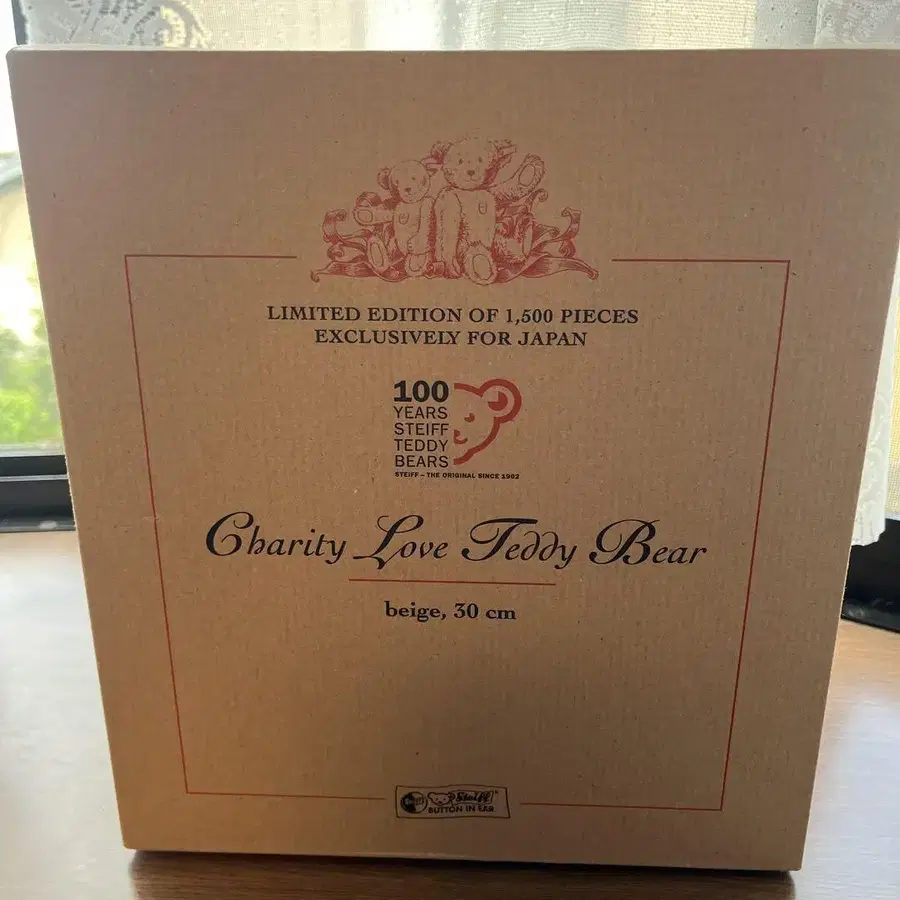 LIMITED EDITION OF 1,500 PIECES
EXCLUSIVELY FOR JAPAN
100
YEARS
STEIFF
TEDDY
BEARS
STEIFF – THE ORIGINAL SINCE 1902
Charity Love Teddy Bear
beige, 30 cm
Steiff
BUTTON IN EAR